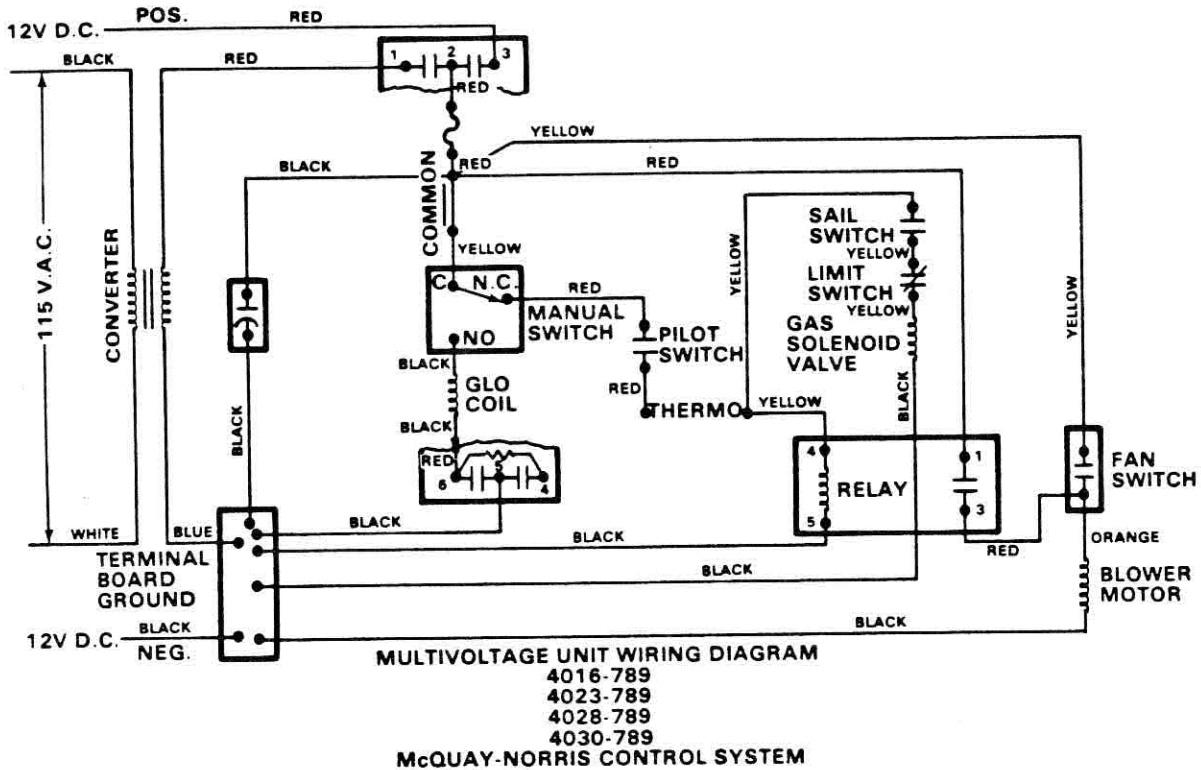 POS.
RED
12V D.C.
BLACK
RED
1
2
3
RED
YELLOW
BLACK
RED
RED
COMMON
115 V.A.C.
CONVERTER
YELLOW
SAIL
SWITCH
YELLOW
LIMIT
SWITCH
YELLOW
YELLOW
YELLOW
C.
N.C.
RED
MANUAL
SWITCH
NO
PILOT
SWITCH
GAS
SOLENOID
VALVE
BLACK
GLO
COIL
RED
THERMO
YELLOW
BLACK
BLACK
BLACK
RED
6
5
4
4
RELAY
1
5
3
FAN
SWITCH
WHITE
BLUE
BLACK
BLACK
RED
ORANGE
TERMINAL
BOARD
GROUND
BLACK
BLOWER
MOTOR
12V D.C.
BLACK
NEG.
BLACK
MULTIVOLTAGE UNIT WIRING DIAGRAM
4016-789
4023-789
4028-789
4030-789
McQUAY-NORRIS CONTROL SYSTEM